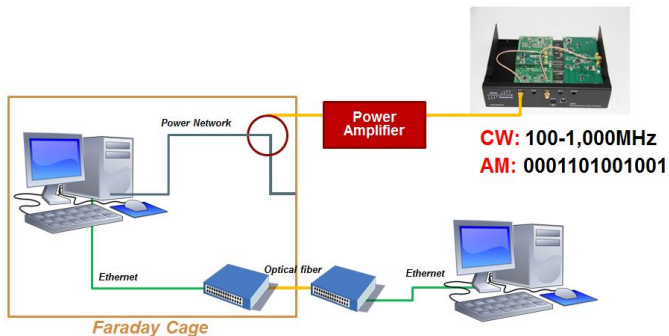 Power Network
Power
Amplifier
CW: 100-1,000MHz
AM: 0001101001001
Ethernet
Optical fiber
Ethernet
Faraday Cage